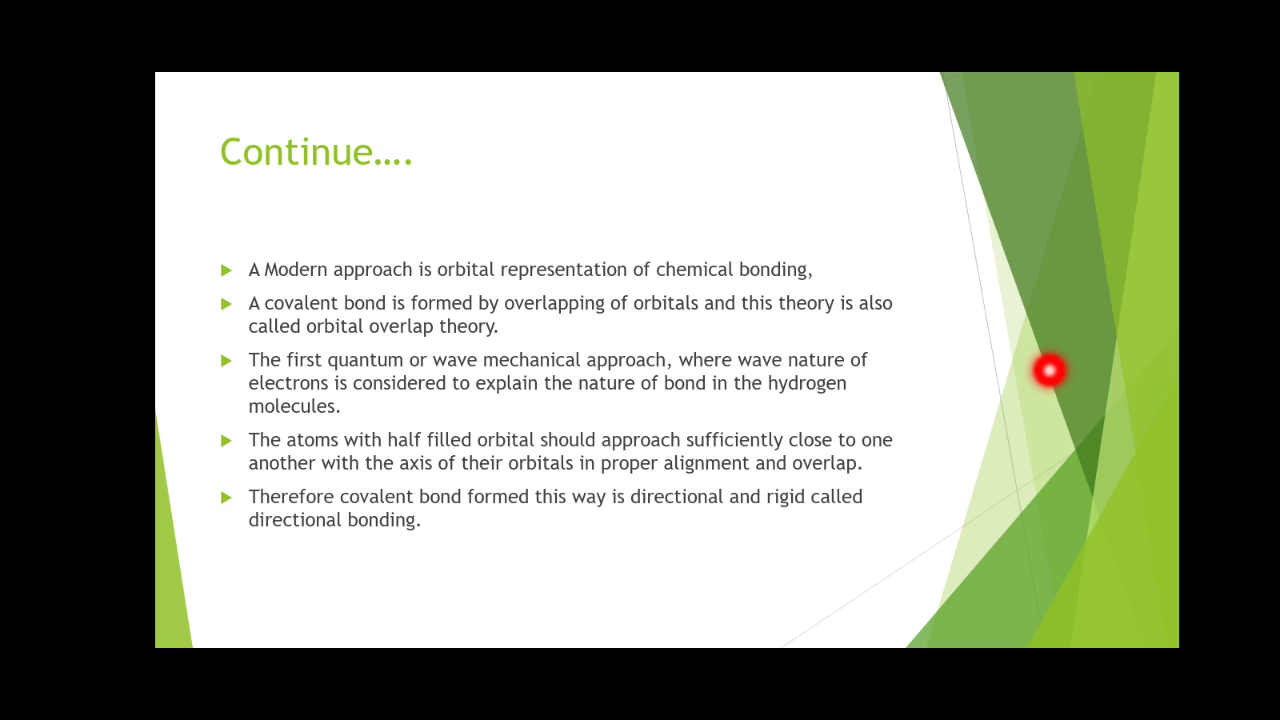 Continue....
A Modern approach is orbital representation of chemical bonding,
A covalent bond is formed by overlapping of orbitals and this theory is also
called orbital overlap theory.
The first quantum or wave mechanical approach, where wave nature of
electrons is considered to explain the nature of bond in the hydrogen
molecules.
The atoms with half filled orbital should approach sufficiently close to one
another with the axis of their orbitals in proper alignment and overlap.
Therefore covalent bond formed this way is directional and rigid called
directional bonding.